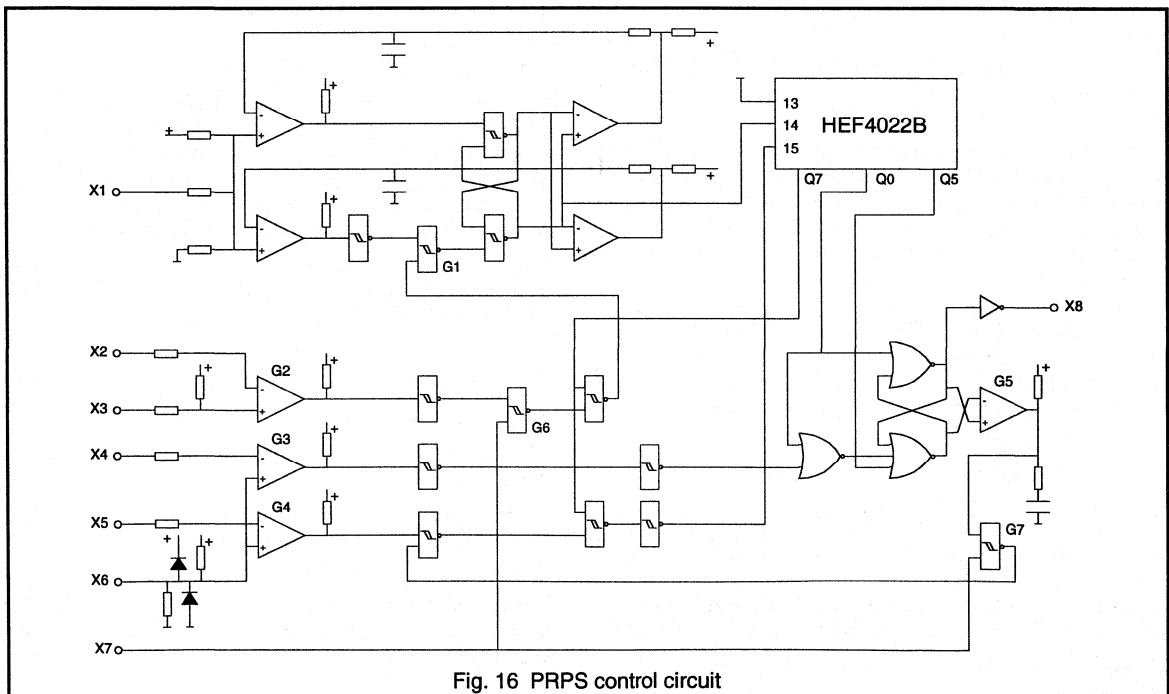 +
+
+
13
14
15
HEF4022B
Q7
Q0
Q5
X1
+
+
+
G1
X8
X2
+
+
G2
+
G5
X3
G6
X4
G3
+
X5
G4
+
+
+
G7
X6
X7
-
+
-
+
-
+
-
+
-
+
-
+
Fig. 16 PRPS control circuit